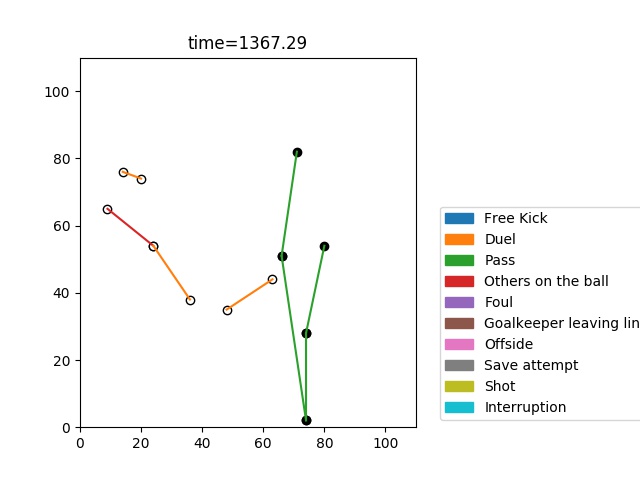 time=1367.29
100
80
60
40
20
0
0 20 40 60 80 100
Free Kick
Duel
Pass
Others on the ball
Foul
Goalkeeper leaving lin
Offside
Save attempt
Shot
Interruption